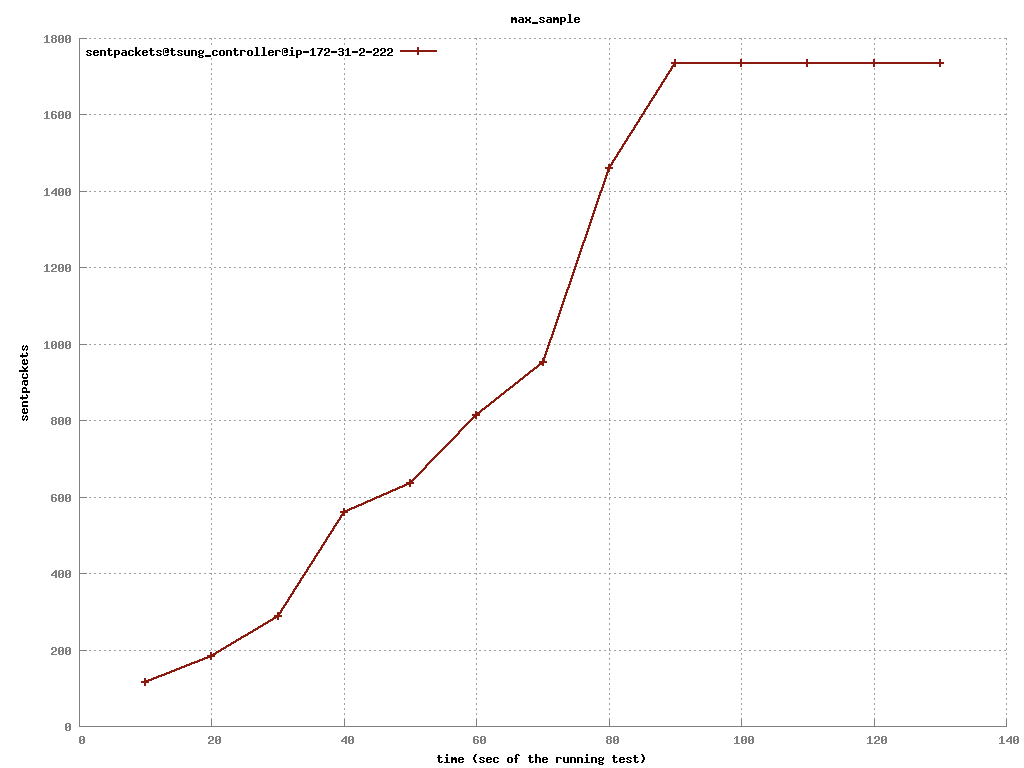 max_sample
1800
sentpackets@tsung_controller@ip-172-31-2-222
1600
1400
1200
1000
sentpackets
800
600
400
200
0
0 20 40 60 80 100 120 140
time (sec of the running test)